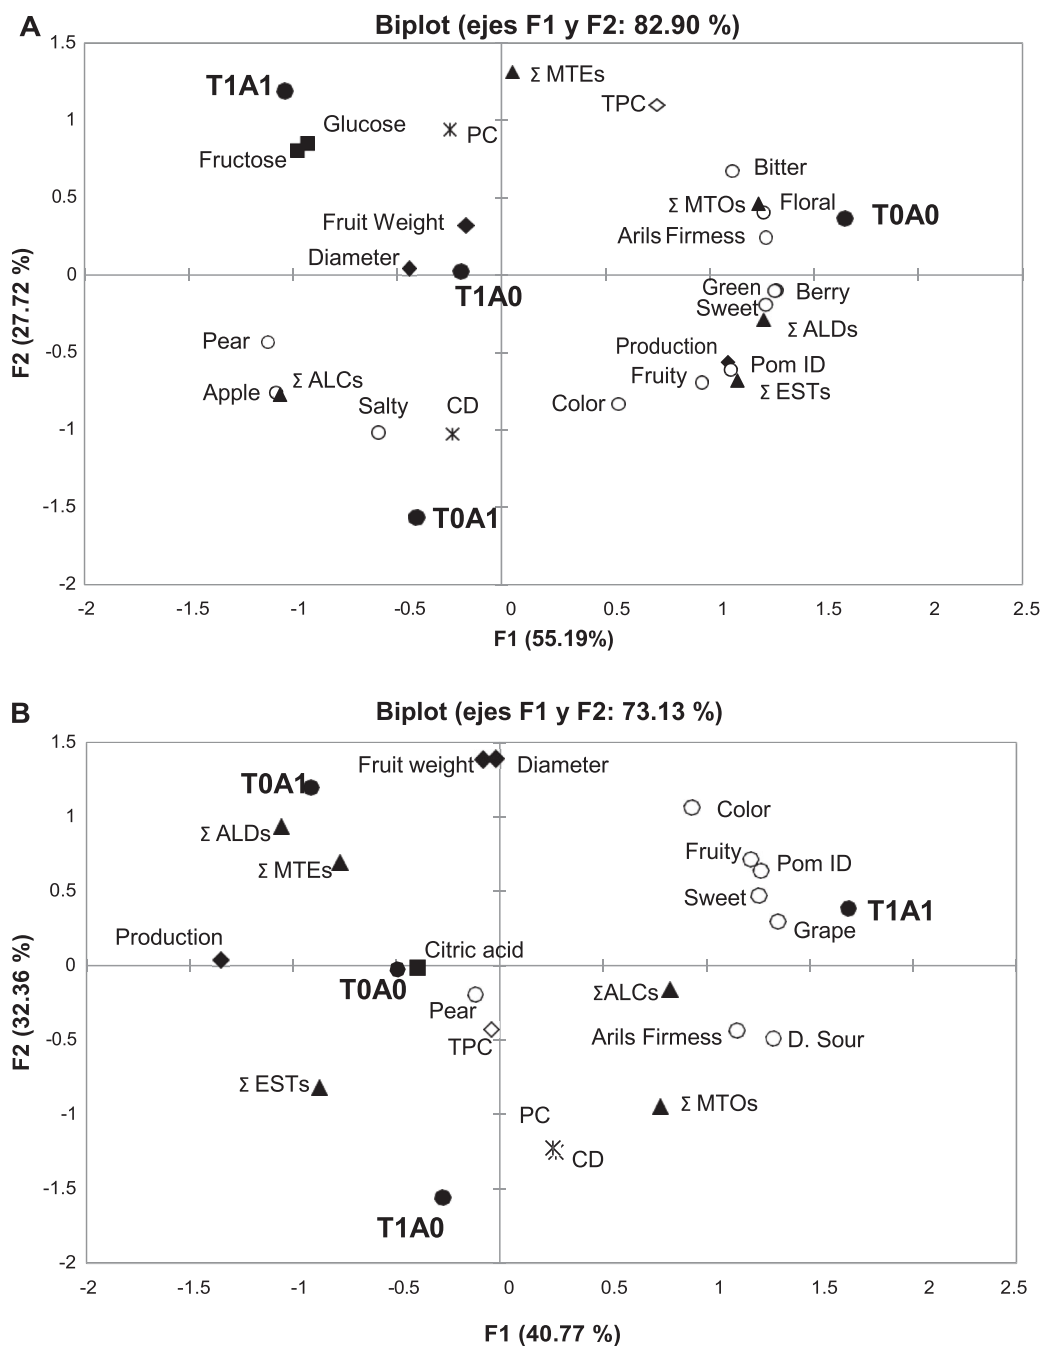 A
Biplot (ejes F1 y F2: 82.90 %)
1.5
Σ MTEs
T1A1
TPC
1
Glucose
PC
Fructose
Bitter
0.5
Σ MTOs
Floral
T0A0
Fruit Weight
Arils Firmess
Diameter
0
T1A0
Green
Berry
Sweet
Σ ALDs
Pear
-0.5
Production
Pom ID
Fruity
Σ ESTs
Apple
Σ ALCs
Salty
CD
Color
-1
-1.5
T0A1
-2
F2 (27.72 %)
-2
-1.5
-1
-0.5
0
0.5
1
1.5
2
2.5
F1 (55.19%)
B
Biplot (ejes F1 y F2: 73.13 %)
1.5
Fruit weight
Diameter
T0A1
1
Color
Σ ALDs
Σ MTEs
Fruity
Pom ID
0.5
Sweet
T1A1
Grape
Production
Citric acid
0
T0A0
ΣALCs
Pear
-0.5
TPC
Arils Firmess
D. Sour
Σ ESTs
Σ MTOs
-1
PC
CD
-1.5
T1A0
-2
F2 (32.36 %)
-2
-1.5
-1
-0.5
0
0.5
1
1.5
2
2.5
F1 (40.77 %)